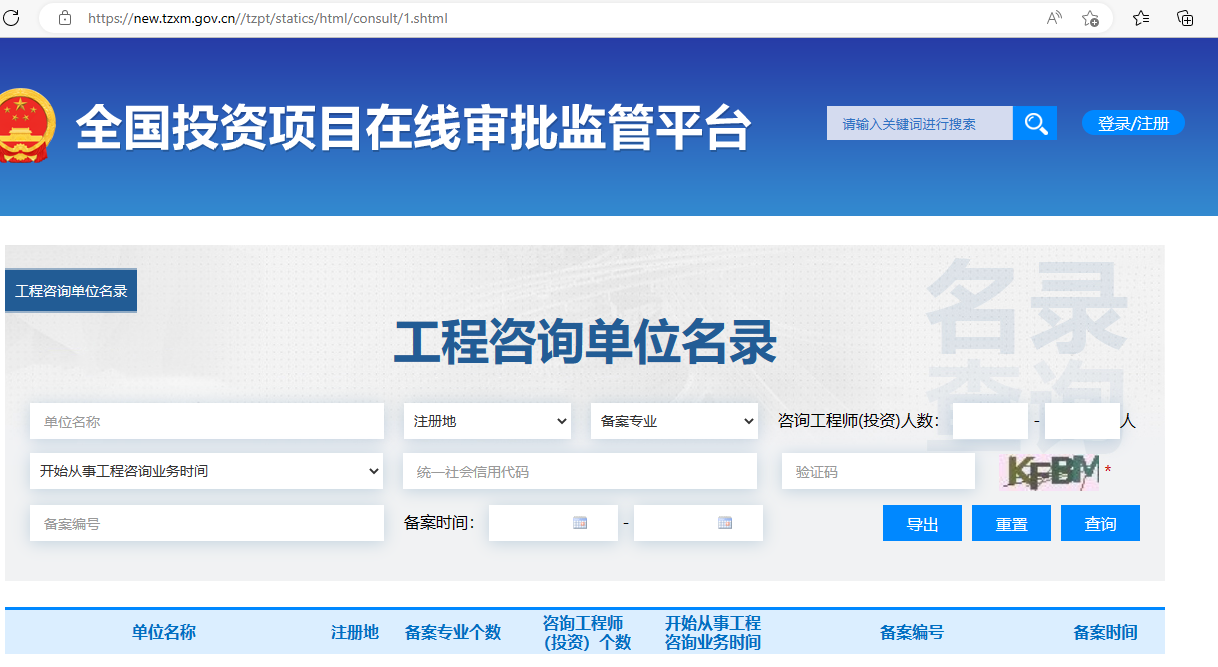 https://new.tzxm.gov.cn//tzpt/statics/html/consult/1.shtml
全国投资项目在线审批监管平台
请输入关键词进行搜索
登录/注册
名录
查询
工程咨询单位名录
工程咨询单位名录
单位名称
注册地
备案专业
咨询工程师(投资)人数：
-
人
开始从事工程咨询业务时间
统一社会信用代码
验证码
KFBM
*
备案编号
备案时间：
-
导出
重置
查询
单位名称
注册地
备案专业个数
咨询工程师
（投资）个数
开始从事工程
咨询业务时间
备案编号
备案时间